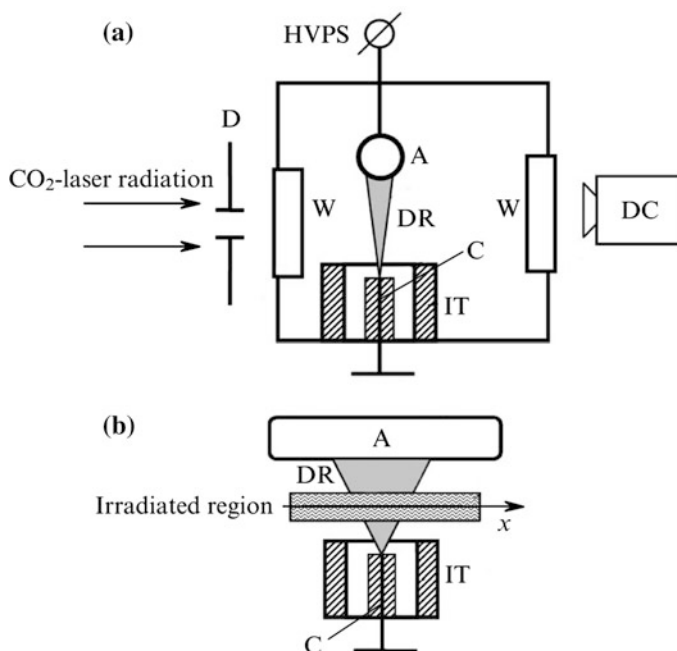 (a)
HVPS
D
CO₂-laser radiation
A
W
W
DR
DC
C
IT
(b)
A
DR
Irradiated region
x
IT
C